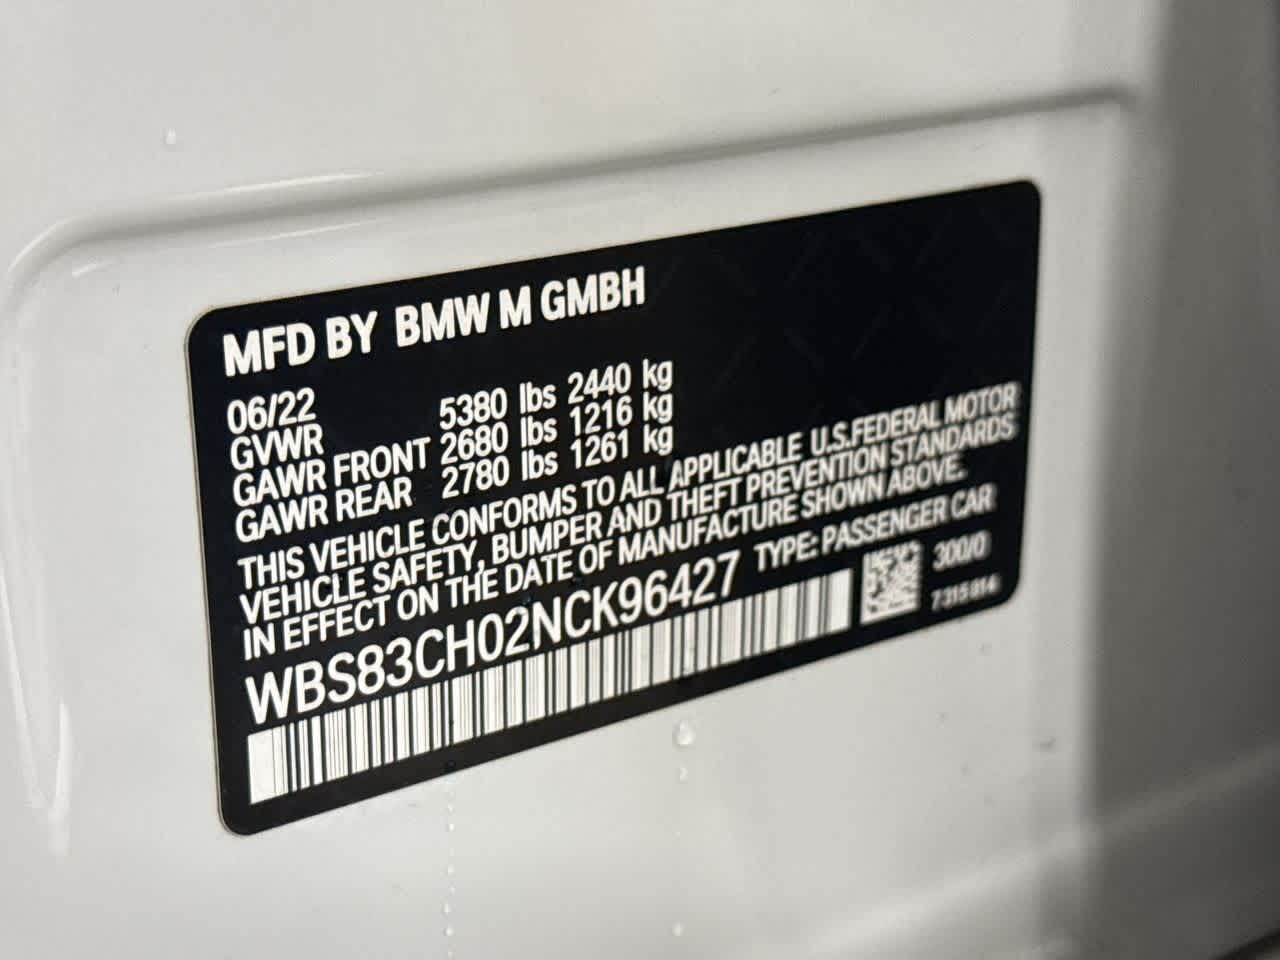 MFD BY BMW M GMBH
06/22
GVWR 5380 lbs 2440 kg
GAWR FRONT 2680 lbs 1216 kg
GAWR REAR 2780 lbs 1261 kg
THIS VEHICLE CONFORMS TO ALL APPLICABLE U.S.FEDERAL MOTOR
VEHICLE SAFETY, BUMPER AND THEFT PREVENTION STANDARDS
IN EFFECT ON THE DATE OF MANUFACTURE SHOWN ABOVE.
WBS83CH02NCK96427 TYPE: PASSENGER CAR
300/0
7315814